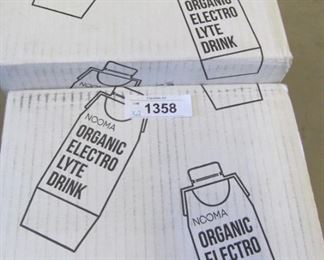 ORGANIC
ELECTRO
LYTE
DRINK
1358
NOOMA
ORGANIC
ELECTRO
LYTE
DRINK
NOOMA
ORGANIC
ELECTRO